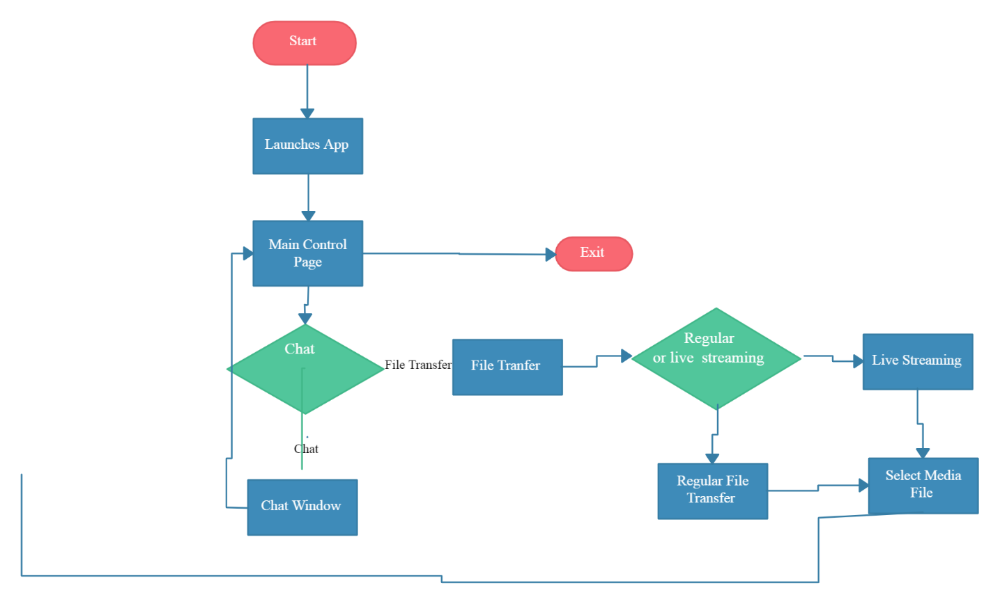 Start
Launches App
Main Control
Page
Exit
Chat
File Transfer
File Tranfer
Regular
or live streaming
Live Streaming
Chat
Chat Window
Regular File
Transfer
Select Media
File